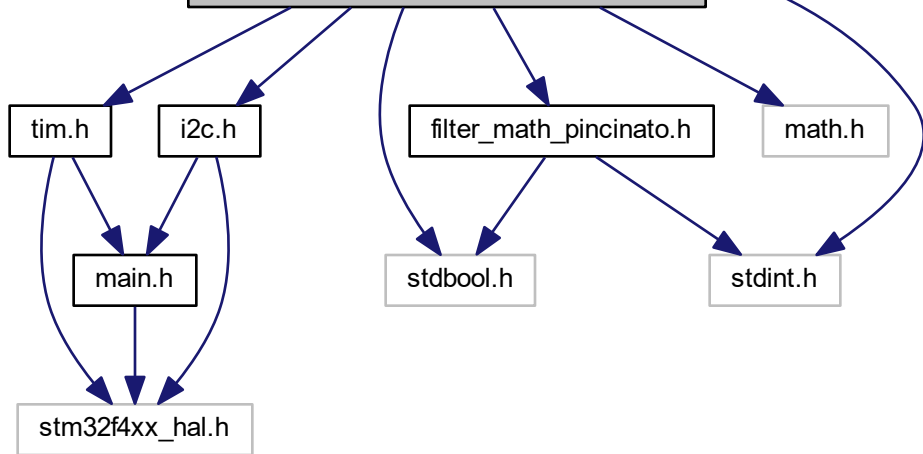 tim.h
i2c.h
filter_math_pincinato.h
math.h
main.h
stdbool.h
stdint.h
stm32f4xx_hal.h